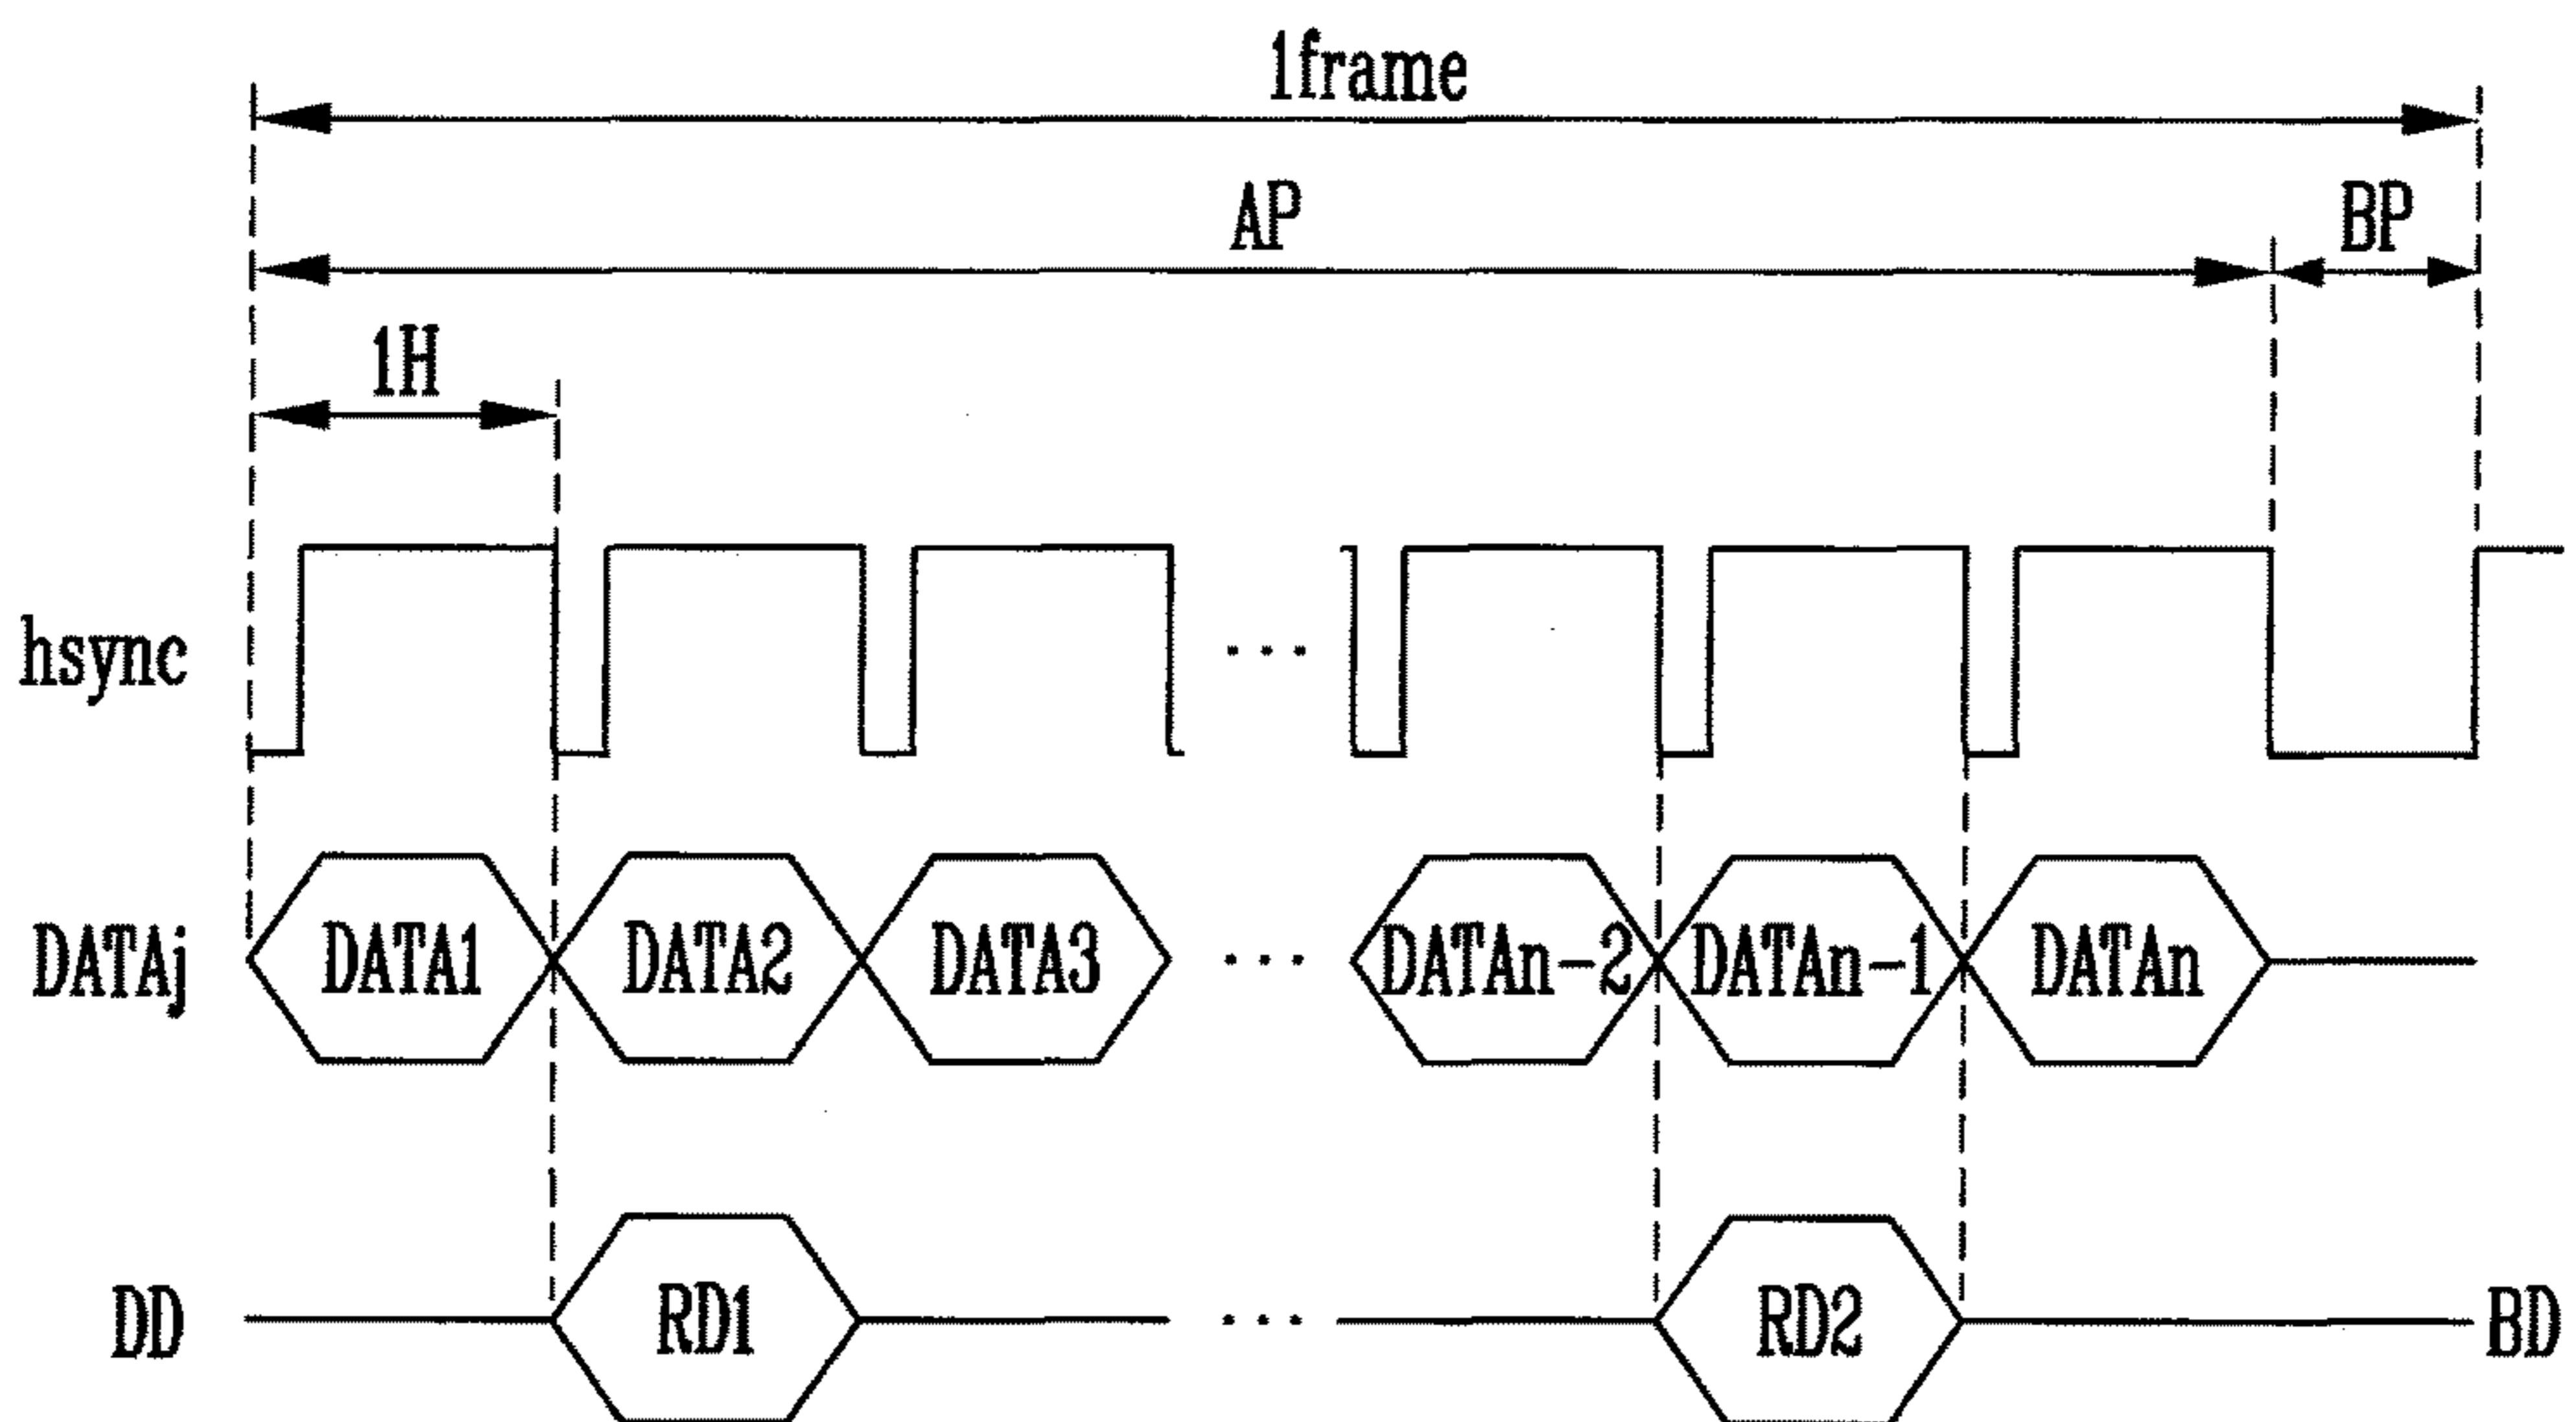 1frame
AP
BP
1H
hsync
...
DATAj
DATA1
DATA2
DATA3
...
DATAn-2
DATAn-1
DATAn
DD
RD1
...
RD2
BD